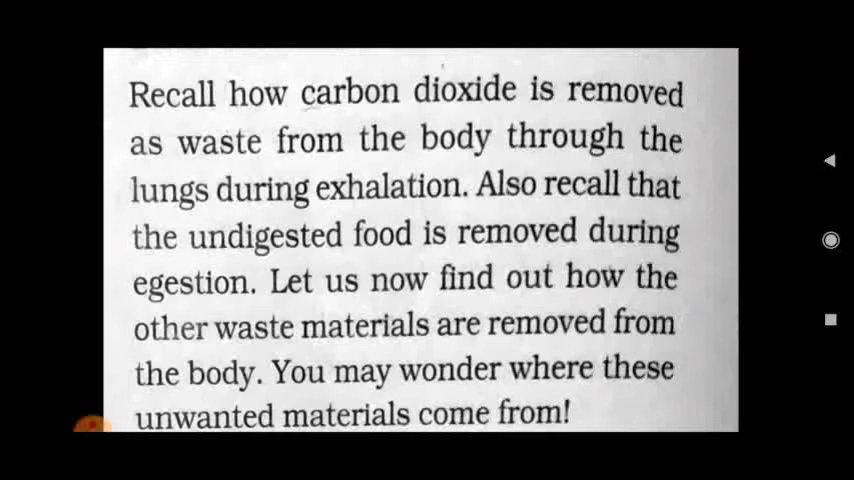 Recall how carbon dioxide is removed
as waste from the body through the
lungs during exhalation. Also recall that
the undigested food is removed during
egestion. Let us now find out how the
other waste materials are removed from
the body. You may wonder where these
unwanted materials come from!